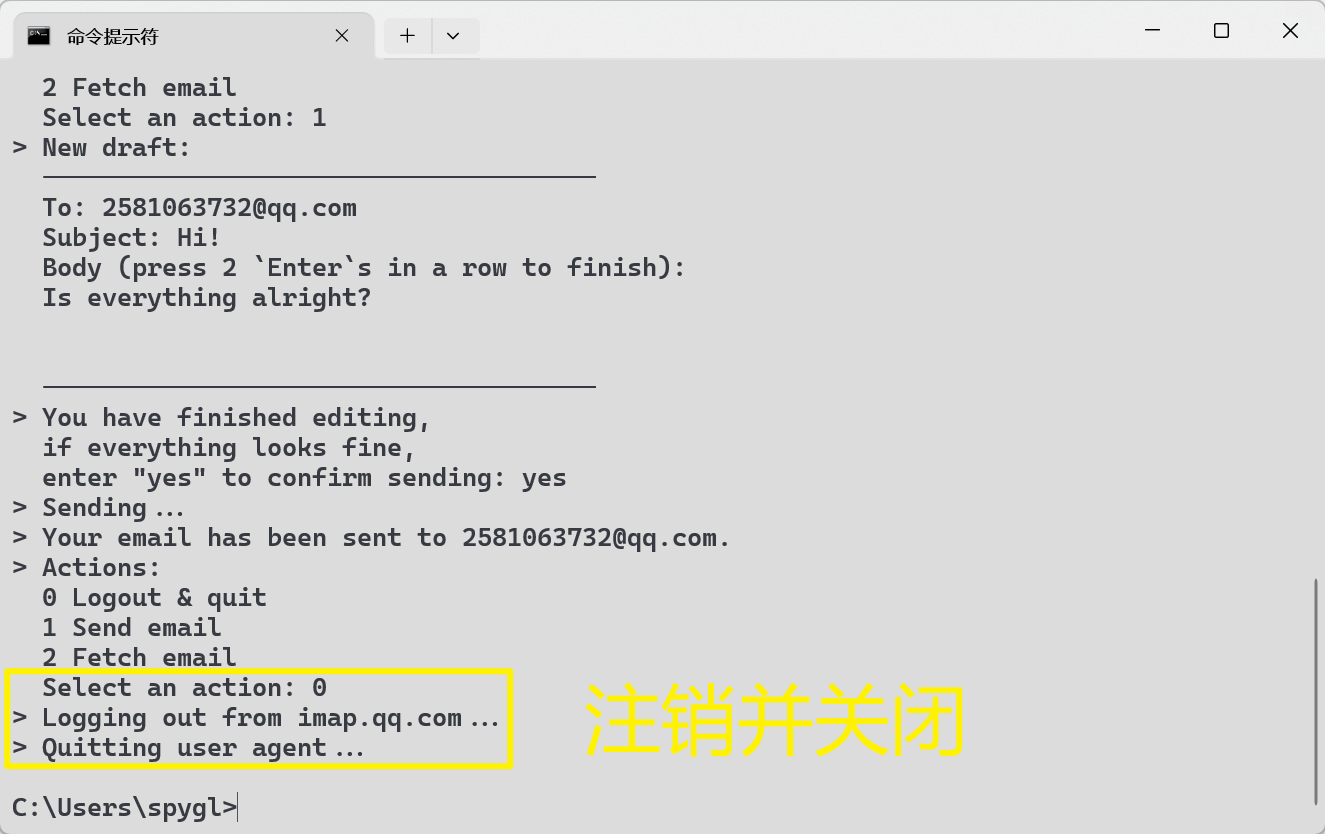 命令提示符
2 Fetch email
Select an action: 1
> New draft:
To: 2581063732@qq.com
Subject: Hi!
Body (press 2 `Enter`s in a row to finish):
Is everything alright?
> You have finished editing,
if everything looks fine,
enter "yes" to confirm sending: yes
> Sending...
> Your email has been sent to 2581063732@qq.com.
> Actions:
0 Logout & quit
1 Send email
2 Fetch email
Select an action: 0
> Logging out from imap.qq.com...
> Quitting user agent...
注销并关闭
C:\Users\spygl>